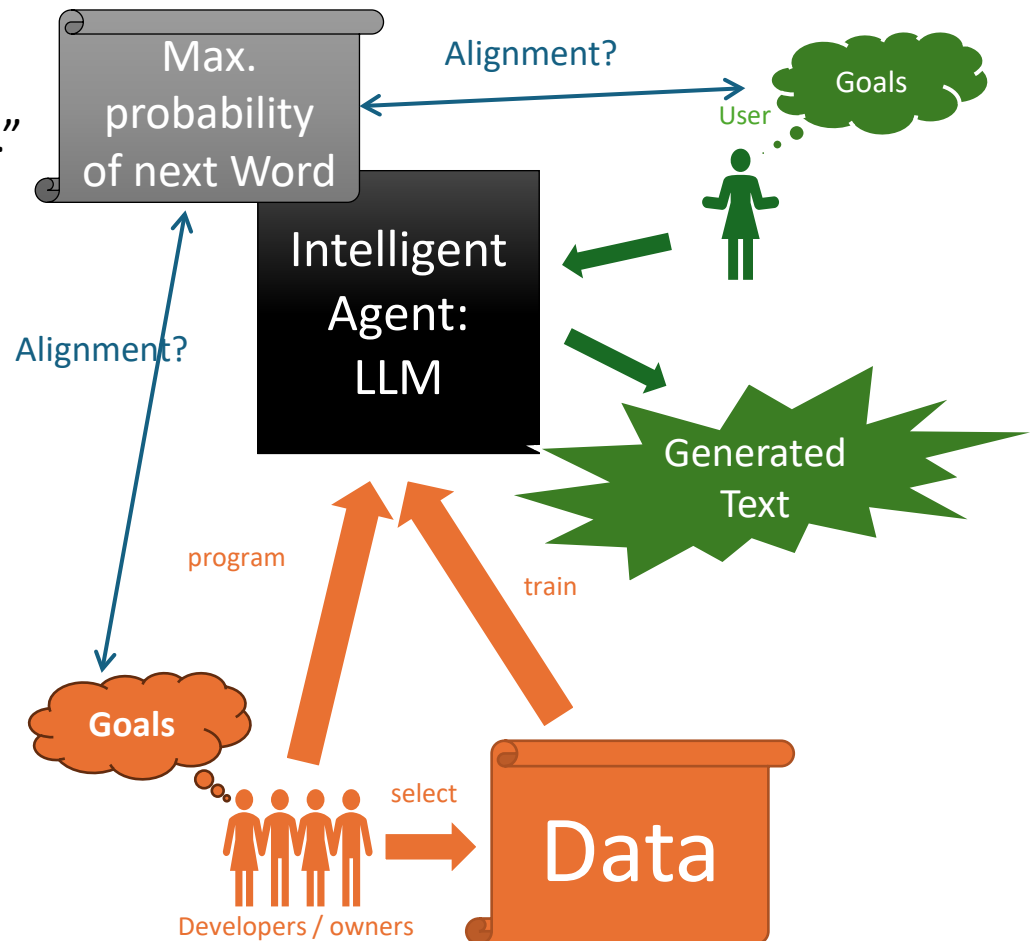 Max.
probability
of next Word
.”
Alignment?
Goals
User
Intelligent
Agent:
LLM
Alignment?
Generated
Text
program
train
Goals
select
Data
Developers / owners